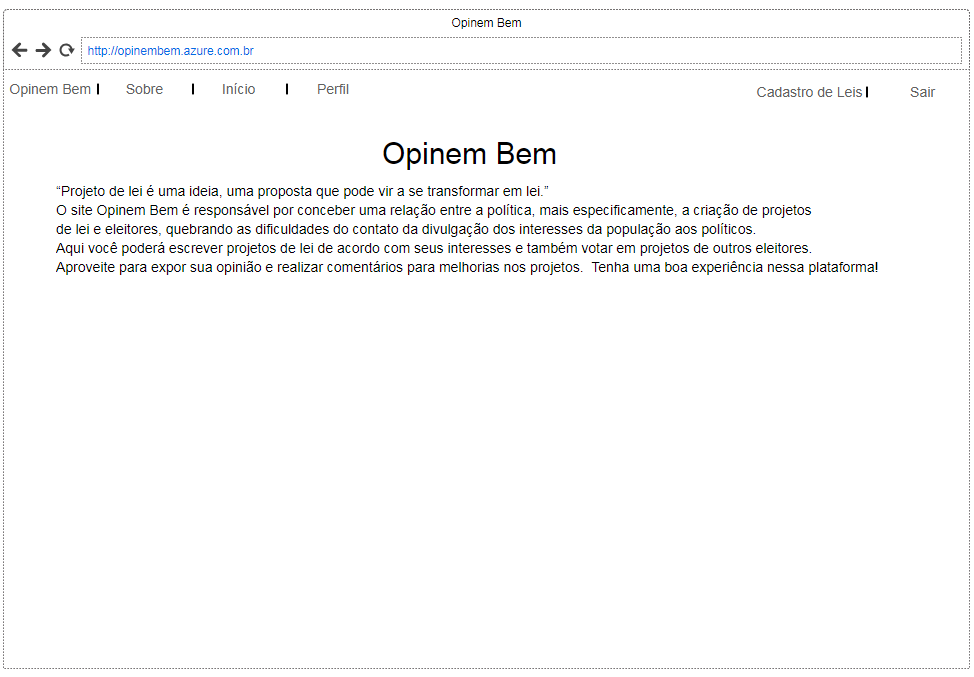 Opinem Bem
http://opinembem.azure.com.br
Opinem Bem | Sobre | Início | Perfil Cadastro de Leis | Sair
Opinem Bem
“Projeto de lei é uma ideia, uma proposta que pode vir a se transformar em lei.”
O site Opinem Bem é responsável por conceber uma relação entre a política, mais especificamente, a criação de projetos
de lei e eleitores, quebrando as dificuldades do contato da divulgação dos interesses da população aos políticos.
Aqui você poderá escrever projetos de lei de acordo com seus interesses e também votar em projetos de outros eleitores.
Aproveite para expor sua opinião e realizar comentários para melhorias nos projetos.  Tenha uma boa experiência nessa plataforma!